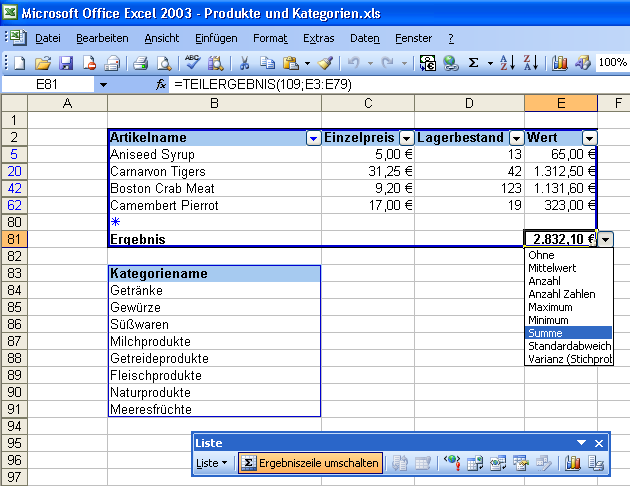 Microsoft Office Excel 2003 - Produkte und Kategorien.xls
Datei Bearbeiten Ansicht Einfügen Format Extras Daten Fenster ?
100%
E81 fx =TEILERGEBNIS(109;E3:E79)
A B C D E F
1
2 Artikelname Einzelpreis Lagerbestand Wert
5 Aniseed Syrup 5,00 € 13 65,00 €
20 Carnarvon Tigers 31,25 € 42 1.312,50 €
42 Boston Crab Meat 9,20 € 123 1.131,60 €
62 Camembert Pierrot 17,00 € 19 323,00 €
80 *
81 Ergebnis 2.832,10 €
Ohne
Mittelwert
Anzahl
Anzahl Zahlen
Maximum
Minimum
Summe
Standardabweich
Varianz (Stichprot
82
83 Kategoriename
84 Getränke
85 Gewürze
86 Süßwaren
87 Milchprodukte
88 Getreideprodukte
89 Fleischprodukte
90 Naturprodukte
91 Meeresfrüchte
94
95
96
97
Liste
Liste Σ Ergebniszeile umschalten